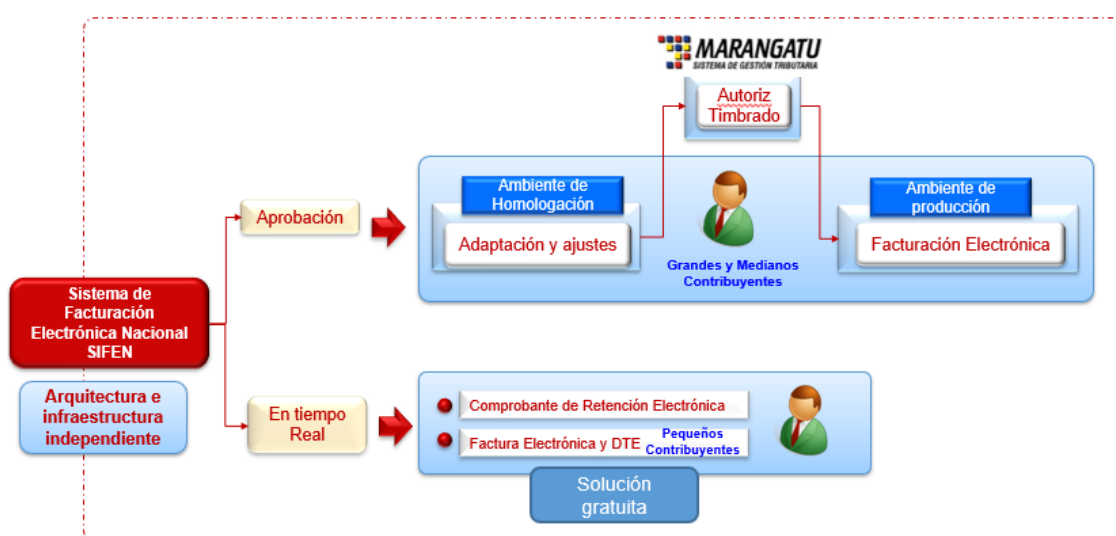 MARANGATU
SISTEMA DE GESTIÓN TRIBUTARIA
Autoriz
Timbrado
Ambiente de
Homologación
Adaptación y ajustes
Grandes y Medianos
Contribuyentes
Ambiente de
producción
Facturación Electrónica
Aprobación
Sistema de
Facturación
Electrónica Nacional
SIFEN
Arquitectura e
infraestructura
independiente
En tiempo
Real
Comprobante de Retención Electrónica
Factura Electrónica y DTE
Pequeños
Contribuyentes
Solución
gratuita